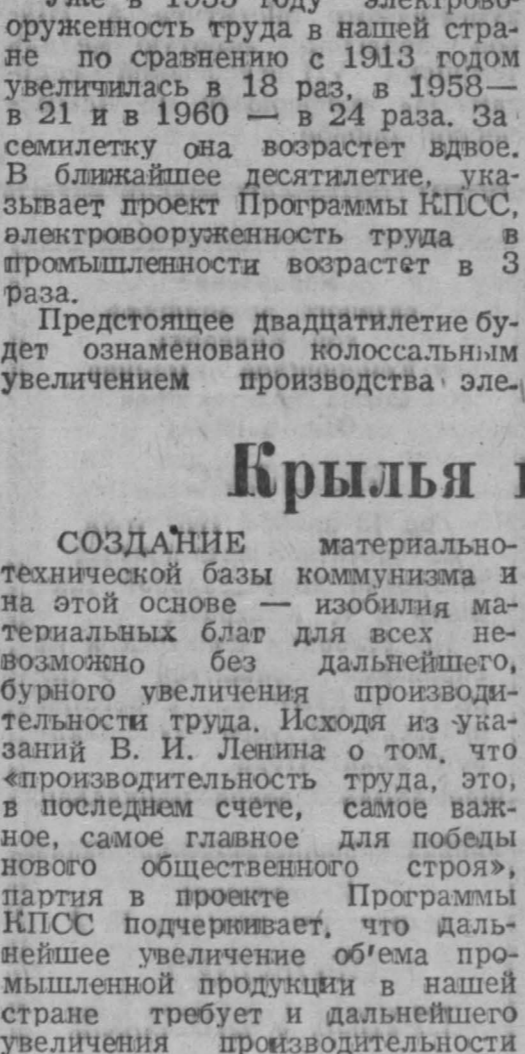 Уже в 1955 году электрово-
оруженность труда в нашей стра-
не по сравнению с 1913 годом
увеличилась в 18 раз, в 1958—
в 21 и в 1960 — в 24 раза. За
семилетку она возрастет вдвое.
В ближайшее десятилетие, ука-
зывает проект Программы КПСС,
электровооруженность труда в
промышленности возрастет в 3
раза.
Предстоящее двадцатилетие бу-
дет ознаменовано колоссальным
увеличением производства эле-
Крылья
СОЗДАНИЕ материально-
технической базы коммунизма и
на этой основе — изобилия ма-
териальных благ для всех не-
возможно без дальнейшего,
бурного увеличения производи-
тельности труда. Исходя из ука-
заний В. И. Ленина о том, что
«производительность труда, это,
в последнем счете, самое важ-
ное, самое главное для победы
нового общественного строя»,
партия в проекте Программы
КПСС подчеркивает, что даль-
нейшее увеличение об'ема про-
мышленной продукции в нашей
стране требует и дальнейшего
увеличения производительности